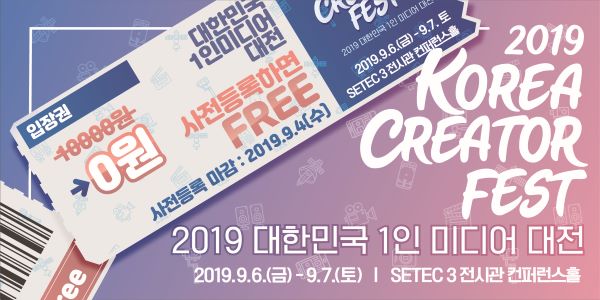 입장권
10000원
0원
대한민국
1인미디어
대전
사전등록하면
FREE
사전등록 마감 : 2019.9.4(수)
CREATOR
FEST
2019 대한민국 1인 미디어 대전
2019.9.6.(금) - 9.7. 토
SETEC 3 전시관 컨퍼런스홀
ree
2019
KOREA
CREATOR
FEST
2019 대한민국 1인 미디어 대전
2019.9.6.(금) ~ 9.7.(토) | SETEC 3 전시관 컨퍼런스홀